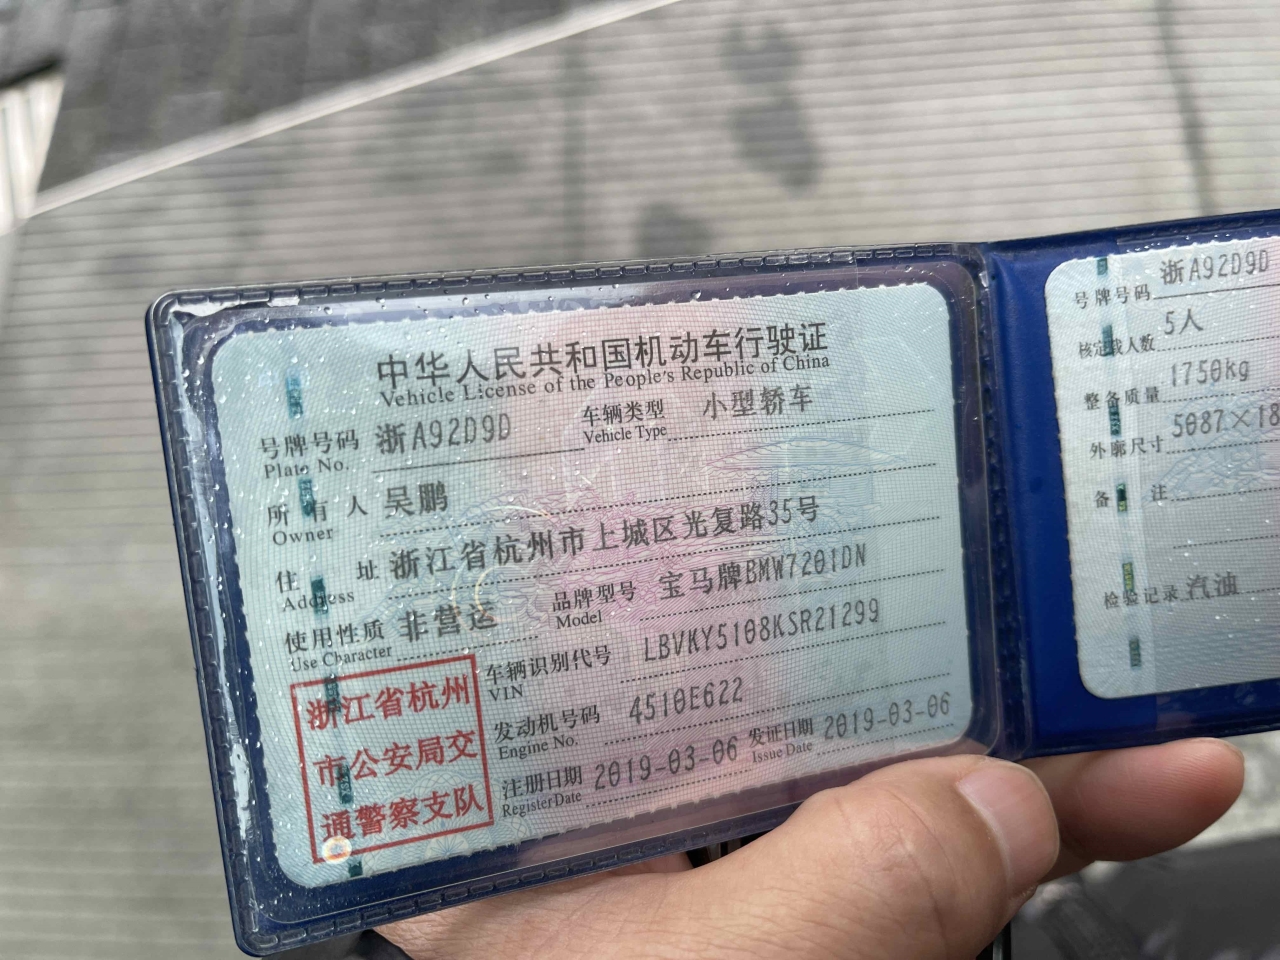 中华人民共和国机动车行驶证
Vehicle License of the People's Republic of China
号牌号码 浙A92D9D 车辆类型 小型轿车
Plate No. Vehicle Type
所有人 吴鹏
Owner
住址 浙江省杭州市上城区光复路35号
Address
使用性质 非营运 品牌型号 宝马牌BMW7201DN
Use Character Model
浙江省杭州
市公安局交
通警察支队
车辆识别代号 LBVKY5108KSR21299
VIN
发动机号码 4510E622
Engine No.
注册日期 2019-03-06 发证日期 2019-03-06
Register Date Issue Date
号牌号码 浙A92D9D
核定载人数 5人
整备质量 1750kg
外廓尺寸 5087×18
备注
检验记录 汽油